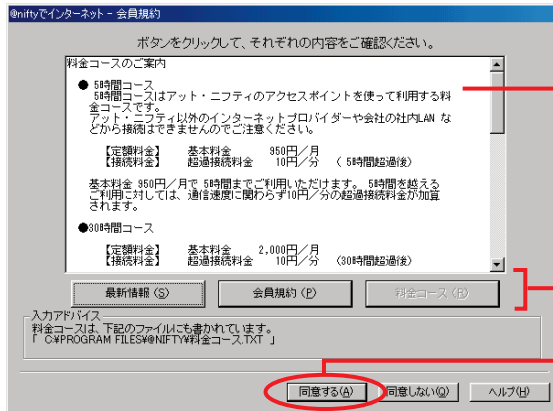 @niftyでインターネット - 会員規約
ボタンをクリックして、それぞれの内容をご確認ください。
料金コースのご案内
● 5時間コース
5時間コースはアット・ニフティのアクセスポイントを使って利用する料
金コースです。
アット・ニフティ以外のインターネットプロバイダーや会社の社内LAN な
どから接続はできませんのでご注意ください。
【定額料金】 基本料金 950円／月
【接続料金】 超過接続料金 10円／分 （ 5時間超過後）
基本料金 950円／月で 5時間までご利用いただけます。 5時間を越える
ご利用に対しては、通信速度に関わらず10円／分の超過接続料金が加算
されます。
●30時間コース
【定額料金】 基本料金 2,000円／月
【接続料金】 超過接続料金 10円／分 （30時間超過後）
最新情報 (S) 会員規約 (P) 料金コース (R)
入力アドバイス
料金コースは、下記のファイルにも書かれています。
「 C:¥PROGRAM FILES¥@NIFTY¥料金コース.TXT 」
同意する(A) 同意しない(Q) ヘルプ(H)